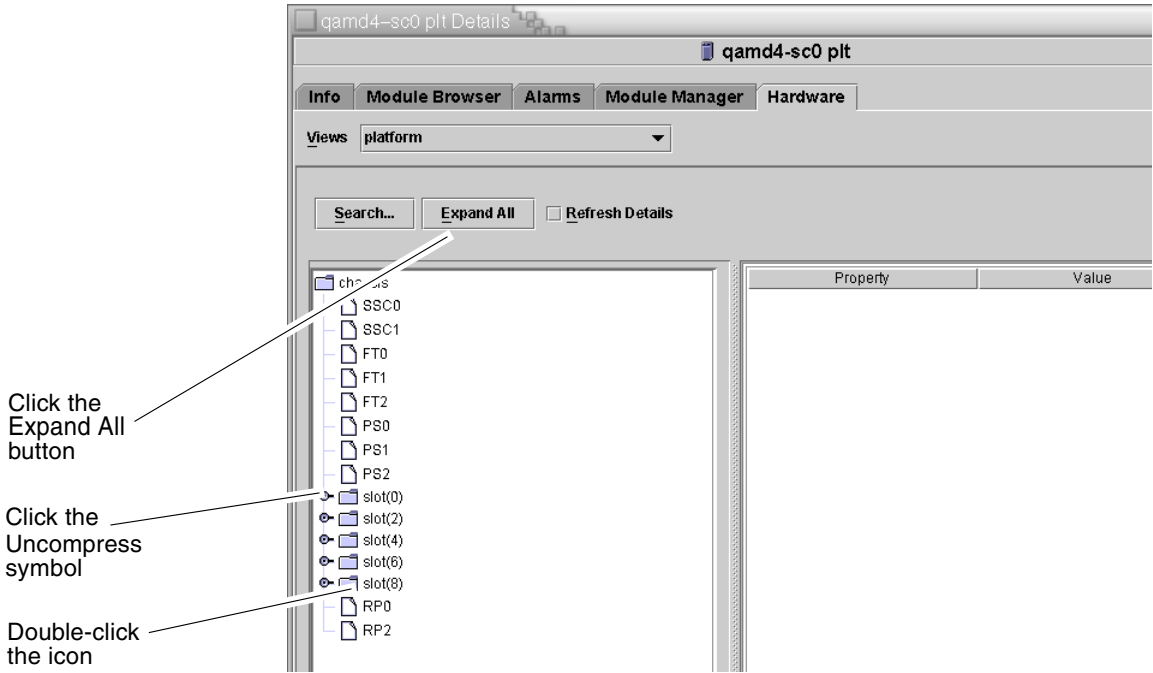 qamd4–sc0 plt Details
qamd4-sc0 plt
Info Module Browser Alarms Module Manager Hardware
Views platform
Search... Expand All Refresh Details
Property Value
SSC0
SSC1
FT0
FT1
FT2
PS0
PS1
PS2
slot(0)
slot(2)
slot(4)
slot(6)
slot(8)
RP0
RP2
Click the
Expand All
button
Click the
Uncompress
symbol
Double-click
the icon